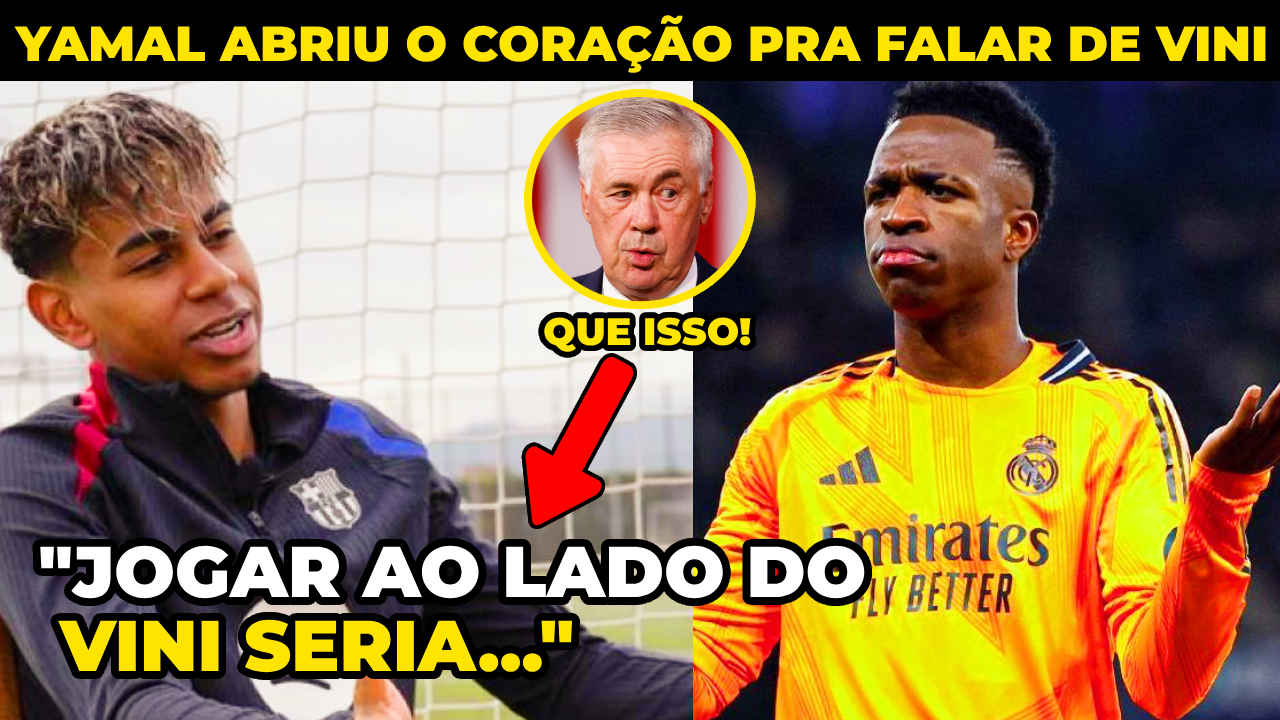 YAMAL ABRIU O CORAÇÃO PRA FALAR DE VINI
QUE ISSO!
"JOGAR AO LADO DO
VINI SERIA..."
Emirates
FLY BETTER